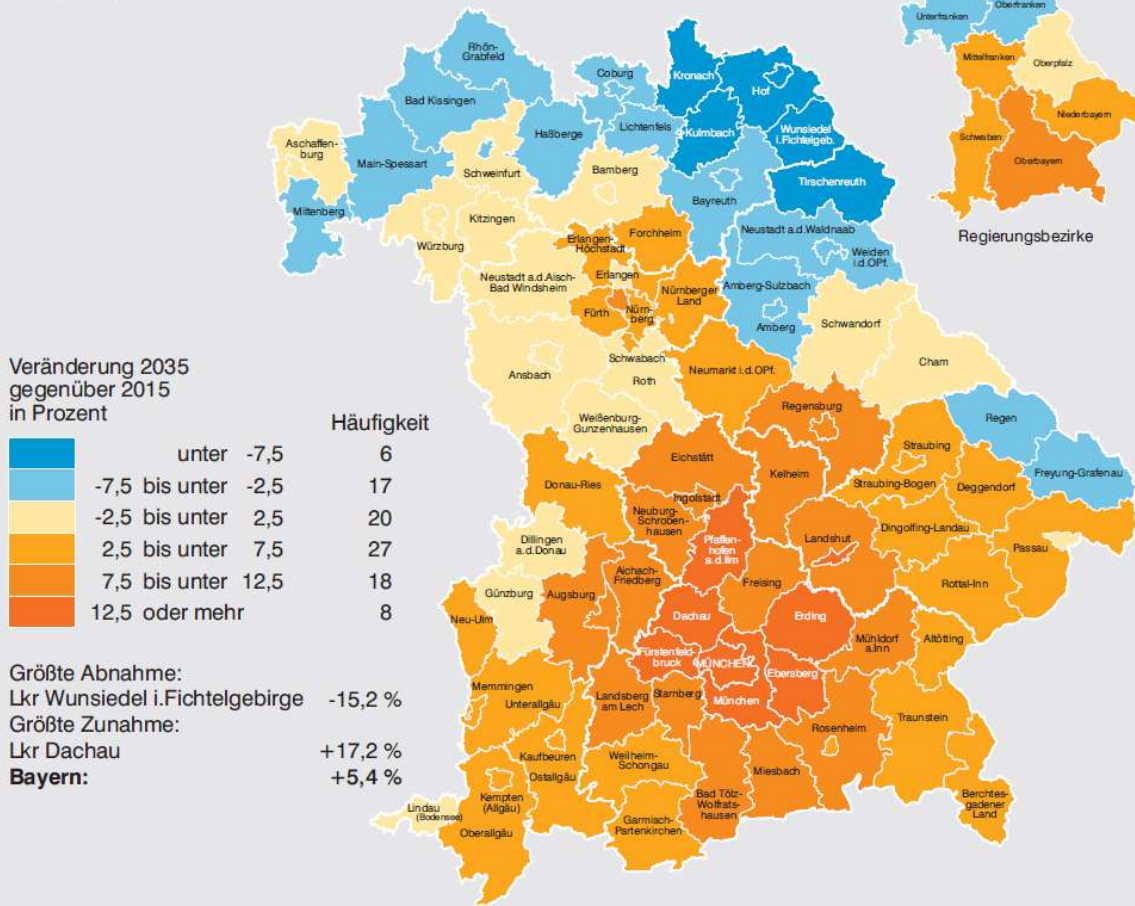 Unterfranken
Oberfranken
Mittelfranken
Oberpfalz
Niederbayern
Schwaben
Oberbayern
Regierungsbezirke
Rhön-
Grabfeld
Coburg
Kronach
Hof
Bad Kissingen
Lichtenfels
Kulmbach
Wunsiedel
i.Fichtelgeb.
Haßberge
Aschaffen-
burg
Main-Spessart
Schweinfurt
Bamberg
Tirschenreuth
Bayreuth
Miltenberg
Kitzingen
Würzburg
Erlangen-
Höchstadt
Forchheim
Neustadt a.d.Waldnaab
Weiden
i.d.OPf.
Neustadt a.d.Aisch-
Bad Windsheim
Erlangen
Nürnberger
Land
Amberg-Sulzbach
Fürth
Nürn-
berg
Amberg
Schwandorf
Ansbach
Schwabach
Roth
Neumarkt i.d.OPf.
Cham
Weißenburg-
Gunzenhausen
Regensburg
Regen
Straubing
Eichstätt
Kelheim
Freyung-Grafenau
Donau-Ries
Ingolstadt
Straubing-Bogen
Deggendorf
Neuburg-
Schroben-
hausen
Dillingen
a.d.Donau
Pfaffen-
hofen
a.d.Ilm
Landshut
Dingolfing-Landau
Passau
Aichach-
Friedberg
Freising
Rottal-Inn
Günzburg
Augsburg
Neu-Ulm
Dachau
Erding
Mühldorf
a.Inn
Altötting
Fürstenfeld-
bruck
MÜNCHEN
Ebersberg
Memmingen
Unterallgäu
Landsberg
am Lech
Starnberg
München
Rosenheim
Traunstein
Kaufbeuren
Ostallgäu
Weilheim-
Schongau
Miesbach
Bad Tölz-
Wolfrats-
hausen
Berchtes-
gadener
Land
Lindau
(Bodensee)
Kempten
(Allgäu)
Oberallgäu
Garmisch-
Partenkirchen
Veränderung 2035
gegenüber 2015
in Prozent
Häufigkeit
unter -7,5 6
-7,5 bis unter -2,5 17
-2,5 bis unter 2,5 20
2,5 bis unter 7,5 27
7,5 bis unter 12,5 18
12,5 oder mehr 8
Größte Abnahme:
Lkr Wunsiedel i.Fichtelgebirge -15,2 %
Größte Zunahme:
Lkr Dachau +17,2 %
Bayern: +5,4 %